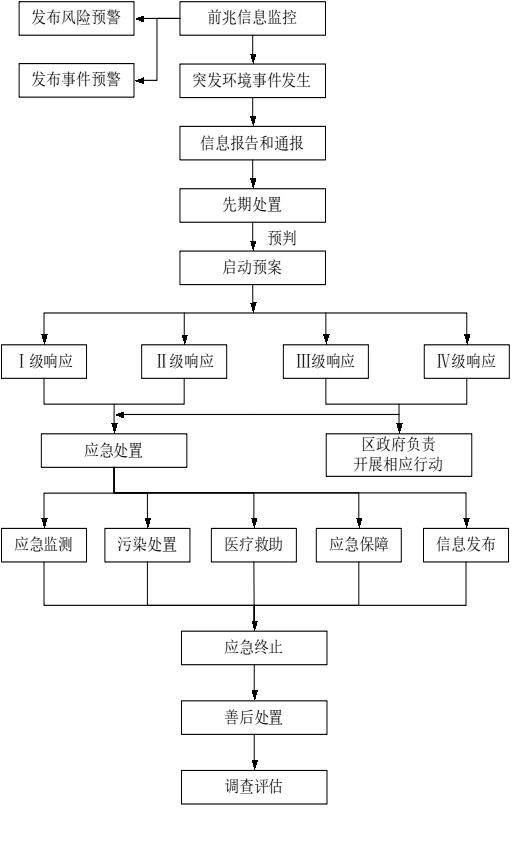 发布风险预警
前兆信息监控
发布事件预警
突发环境事件发生
信息报告和通报
先期处置
预判
启动预案
Ⅰ级响应
Ⅱ级响应
Ⅲ级响应
Ⅳ级响应
应急处置
区政府负责
开展相应行动
应急监测
污染处置
医疗救助
应急保障
信息发布
应急终止
善后处置
调查评估